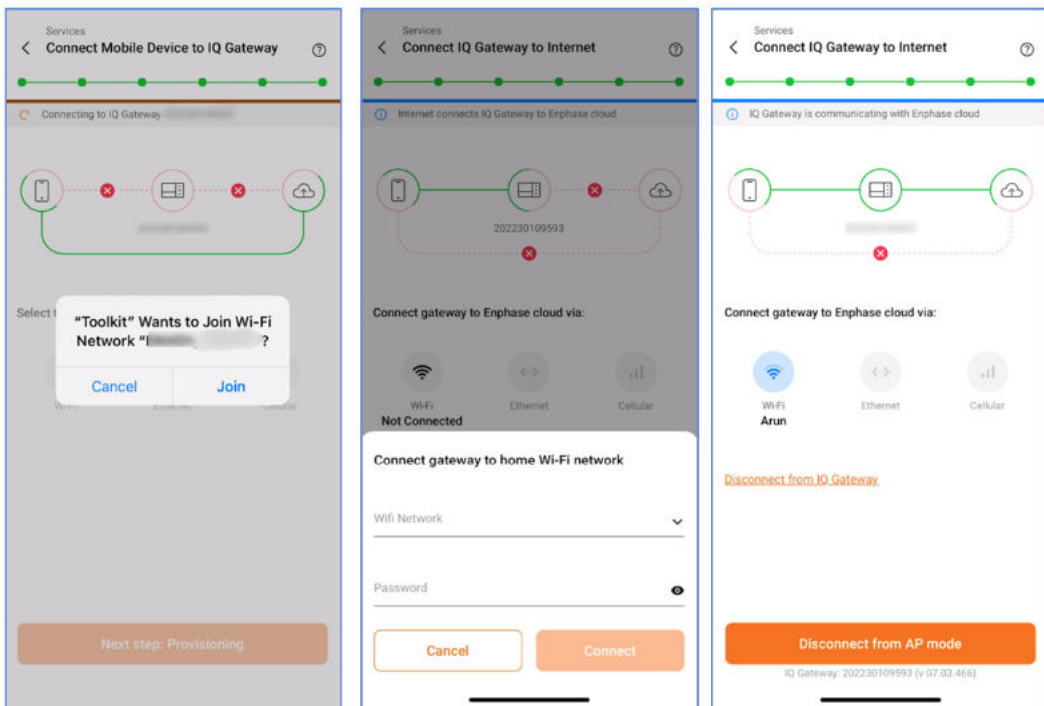 Services
Connect Mobile Device to IQ Gateway
Connecting to IQ Gateway
Select
"Toolkit" Wants to Join Wi-Fi
Network " ?
Cancel
Join
Wi-Fi
Cellular
Next step: Provisioning
Services
Connect IQ Gateway to Internet
Internet connects IQ Gateway to Enphase cloud
202230109593
Connect gateway to Enphase cloud via:
Wi-Fi
Ethernet
Cellular
Not Connected
Connect gateway to home Wi-Fi network
Wifi Network
Password
Cancel
Connect
Services
Connect IQ Gateway to Internet
IQ Gateway is communicating with Enphase cloud
Connect gateway to Enphase cloud via:
Wi-Fi
Ethernet
Cellular
Arun
Disconnect from IQ Gateway
Disconnect from AP mode
IQ Gateway: 202230109593 (v 07.03.466)